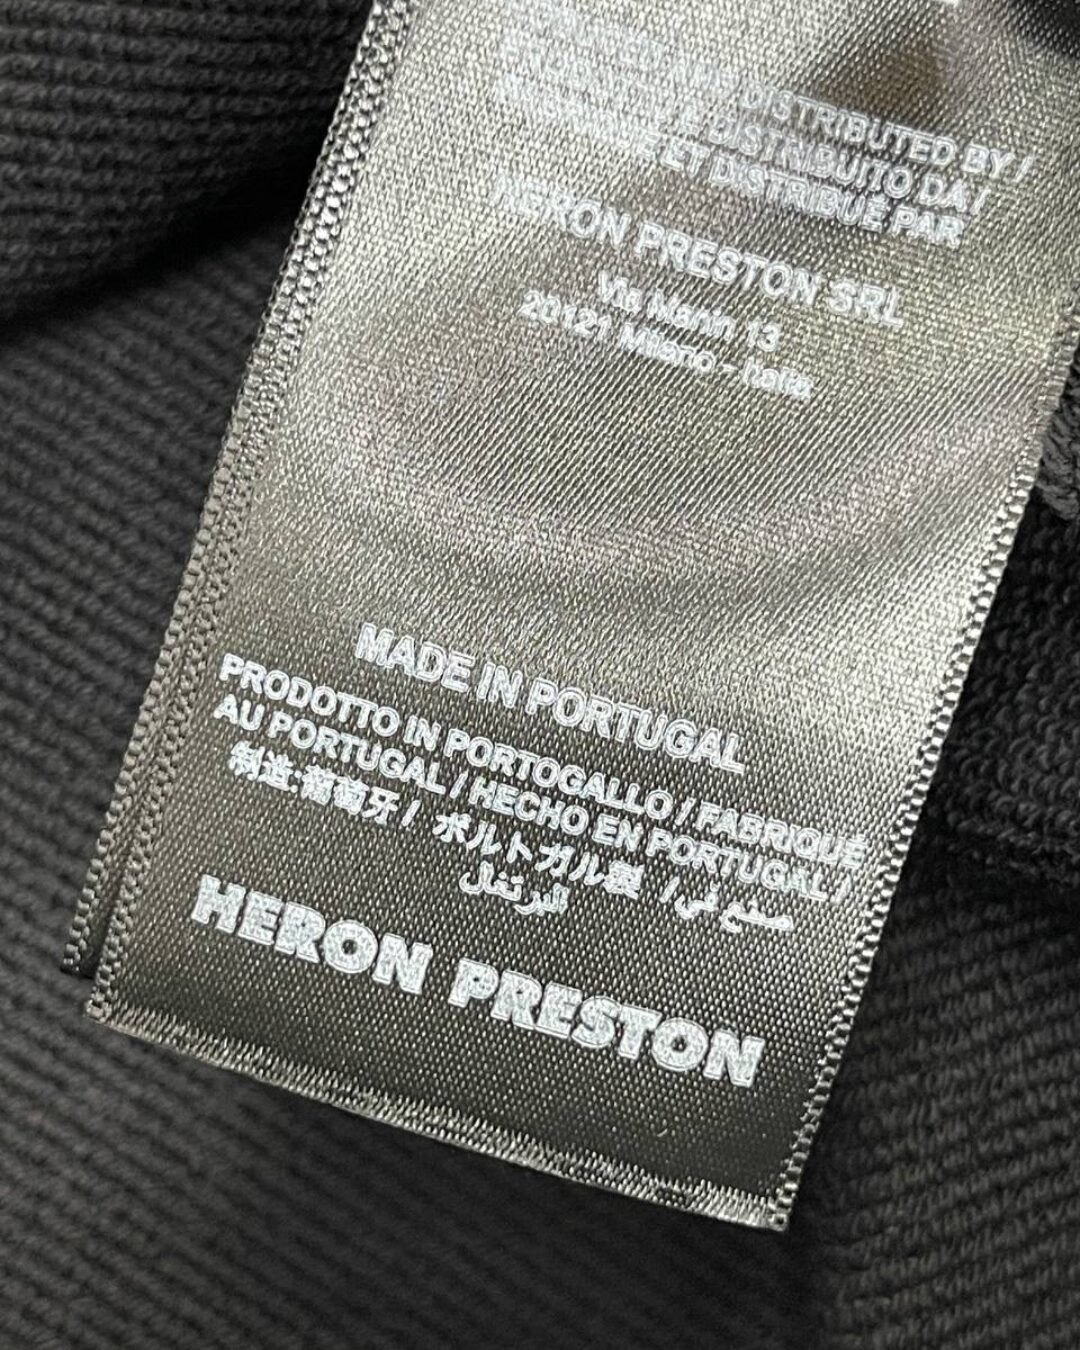 DISTRIBUTED BY /
E DISTRIBUITO DA /
ET DISTRIBUÉ PAR
HERON PRESTON SRL
Via Manin 13
20121 Milano - Italia
MADE IN PORTUGAL
PRODOTTO IN PORTOGALLO / FABRIQUÉ
AU PORTUGAL / HECHO EN PORTUGAL /
制造:葡萄牙 / ポルトガル製 / صنع في
البرتغال
HERON PRESTON